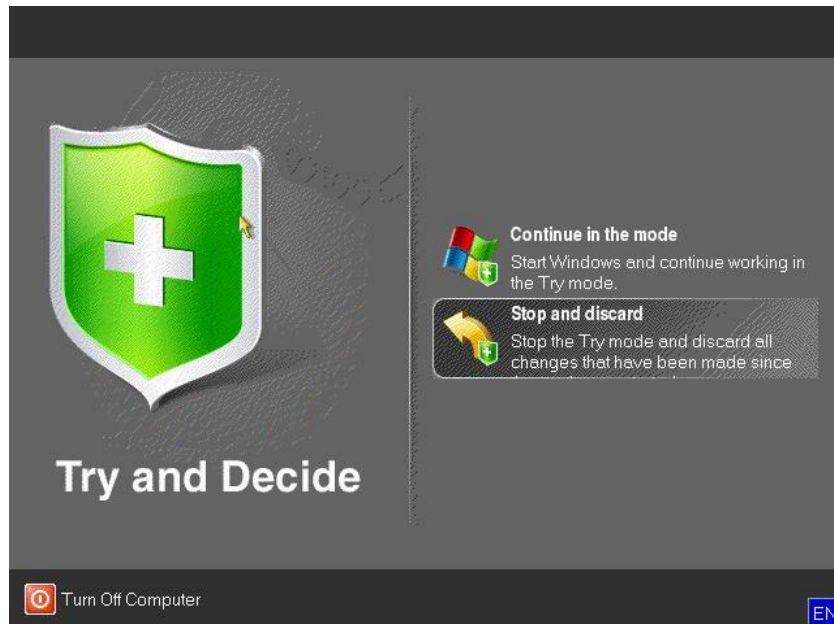 Try and Decide
Continue in the mode
Start Windows and continue working in
the Try mode.
Stop and discard
Stop the Try mode and discard all
changes that have been made since
Turn Off Computer
EN